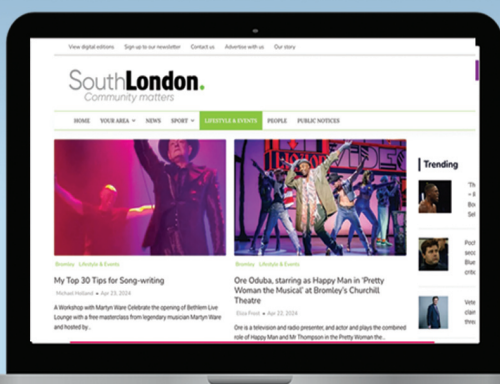 View digital editions Sign up to our newsletter Contact us Advertise with us Our story
SouthLondon.
Community matters
HOME YOUR AREA NEWS SPORT LIFESTYLE & EVENTS PEOPLE PUBLIC NOTICES
Bromley Lifestyle & Events
My Top 30 Tips for Song-writing
Michael Holland • Apr 23, 2024
A Workshop with Martyn Ware Celebrate the opening of Bethlem Live
Lounge with a free masterclass from legendary musician Martyn Ware
and hosted by..
Bromley Lifestyle & Events
Ore Oduba, starring as Happy Man in 'Pretty
Woman the Musical' at Bromley's Churchill
Theatre
Elisa Frost • Apr 22, 2024
Ore is a television and radio presenter, and actor and plays the combined
role of Happy Man and Mr Thompson in the Pretty Woman the..
Trending